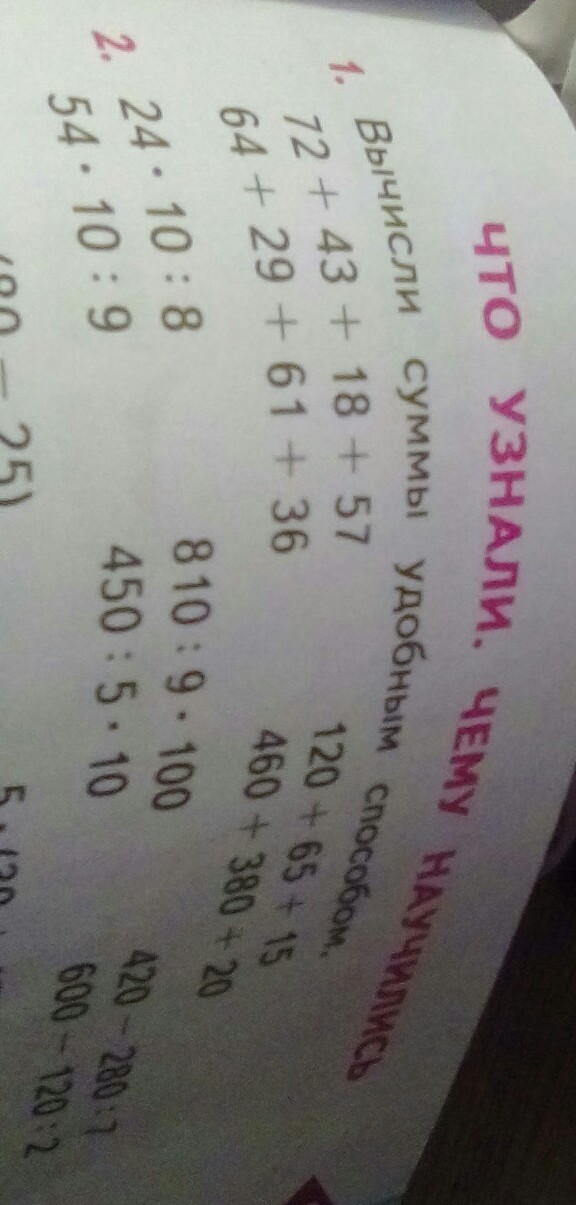 ЧТО УЗНАЛИ. ЧЕМУ НАУЧИЛИСЬ
1. Вычисли суммы удобным способом.
72 + 43 + 18 + 57 120 + 65 + 15
64 + 29 + 61 + 36 460 + 380 + 20
2. 24 · 10 : 8 810 : 9 · 100 420 − 280 : 7
54 · 10 : 9 450 : 5 · 10 600 − 120 : 2
− 25)